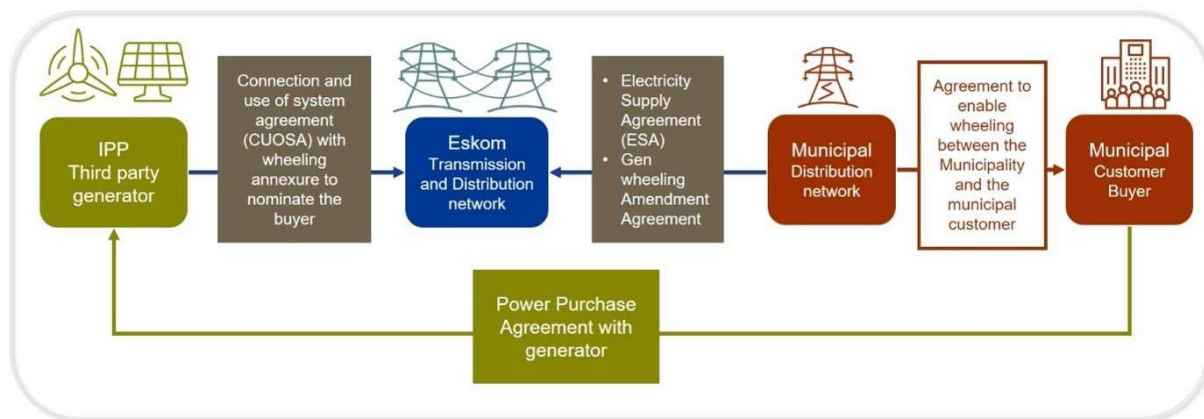 IPP
Third party
generator
Connection and
use of system
agreement
(CUOSA) with
wheeling
annexure to
nominate the
buyer
Eskom
Transmission
and Distribution
network
• Electricity
Supply
Agreement
(ESA)
• Gen
wheeling
Amendment
Agreement
Municipal
Distribution
network
Agreement to
enable
wheeling
between the
Municipality
and the
municipal
customer
Municipal
Customer
Buyer
Power Purchase
Agreement with
generator